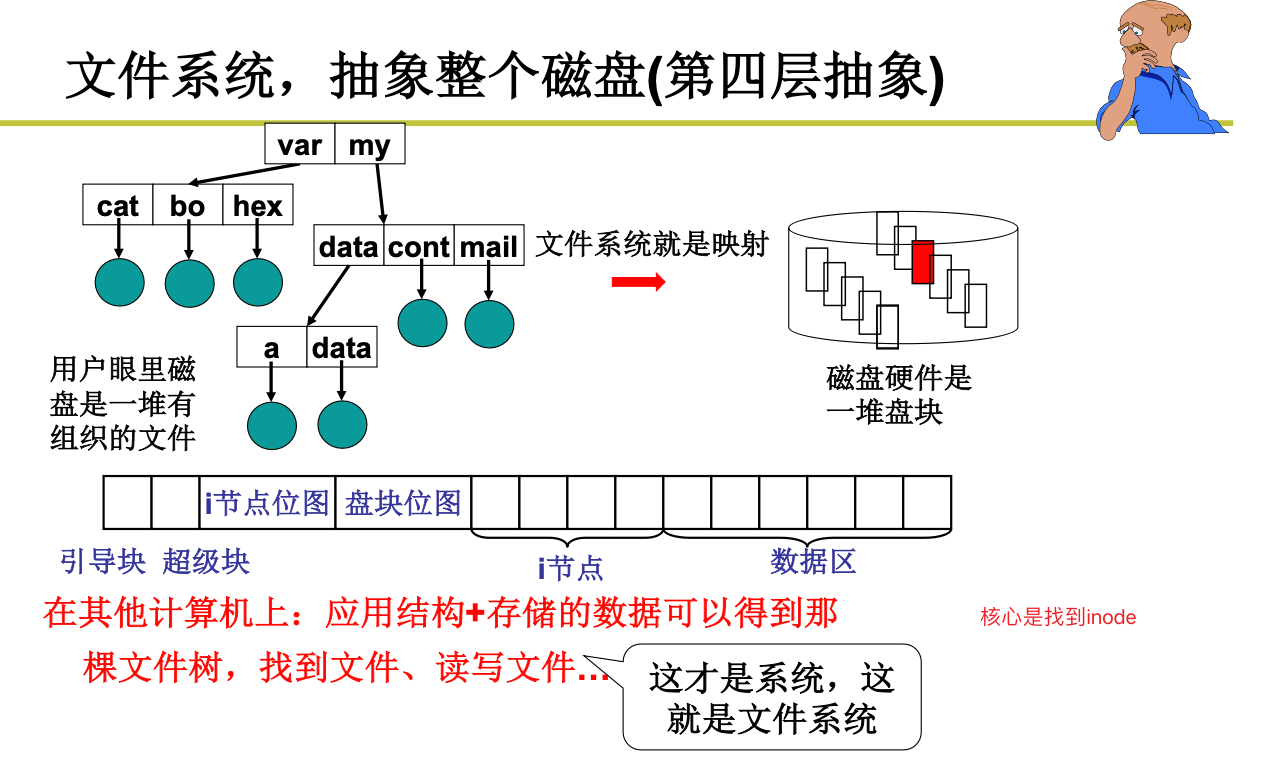 文件系统，抽象整个磁盘(第四层抽象)
var my
cat bo hex
data cont mail
文件系统就是映射
a data
用户眼里磁
盘是一堆有
组织的文件
磁盘硬件是
一堆盘块
i节点位图 盘块位图
引导块 超级块
i节点
数据区
在其他计算机上：应用结构+存储的数据可以得到那
棵文件树，找到文件、读写文件...
核心是找到inode
这才是系统，这
就是文件系统